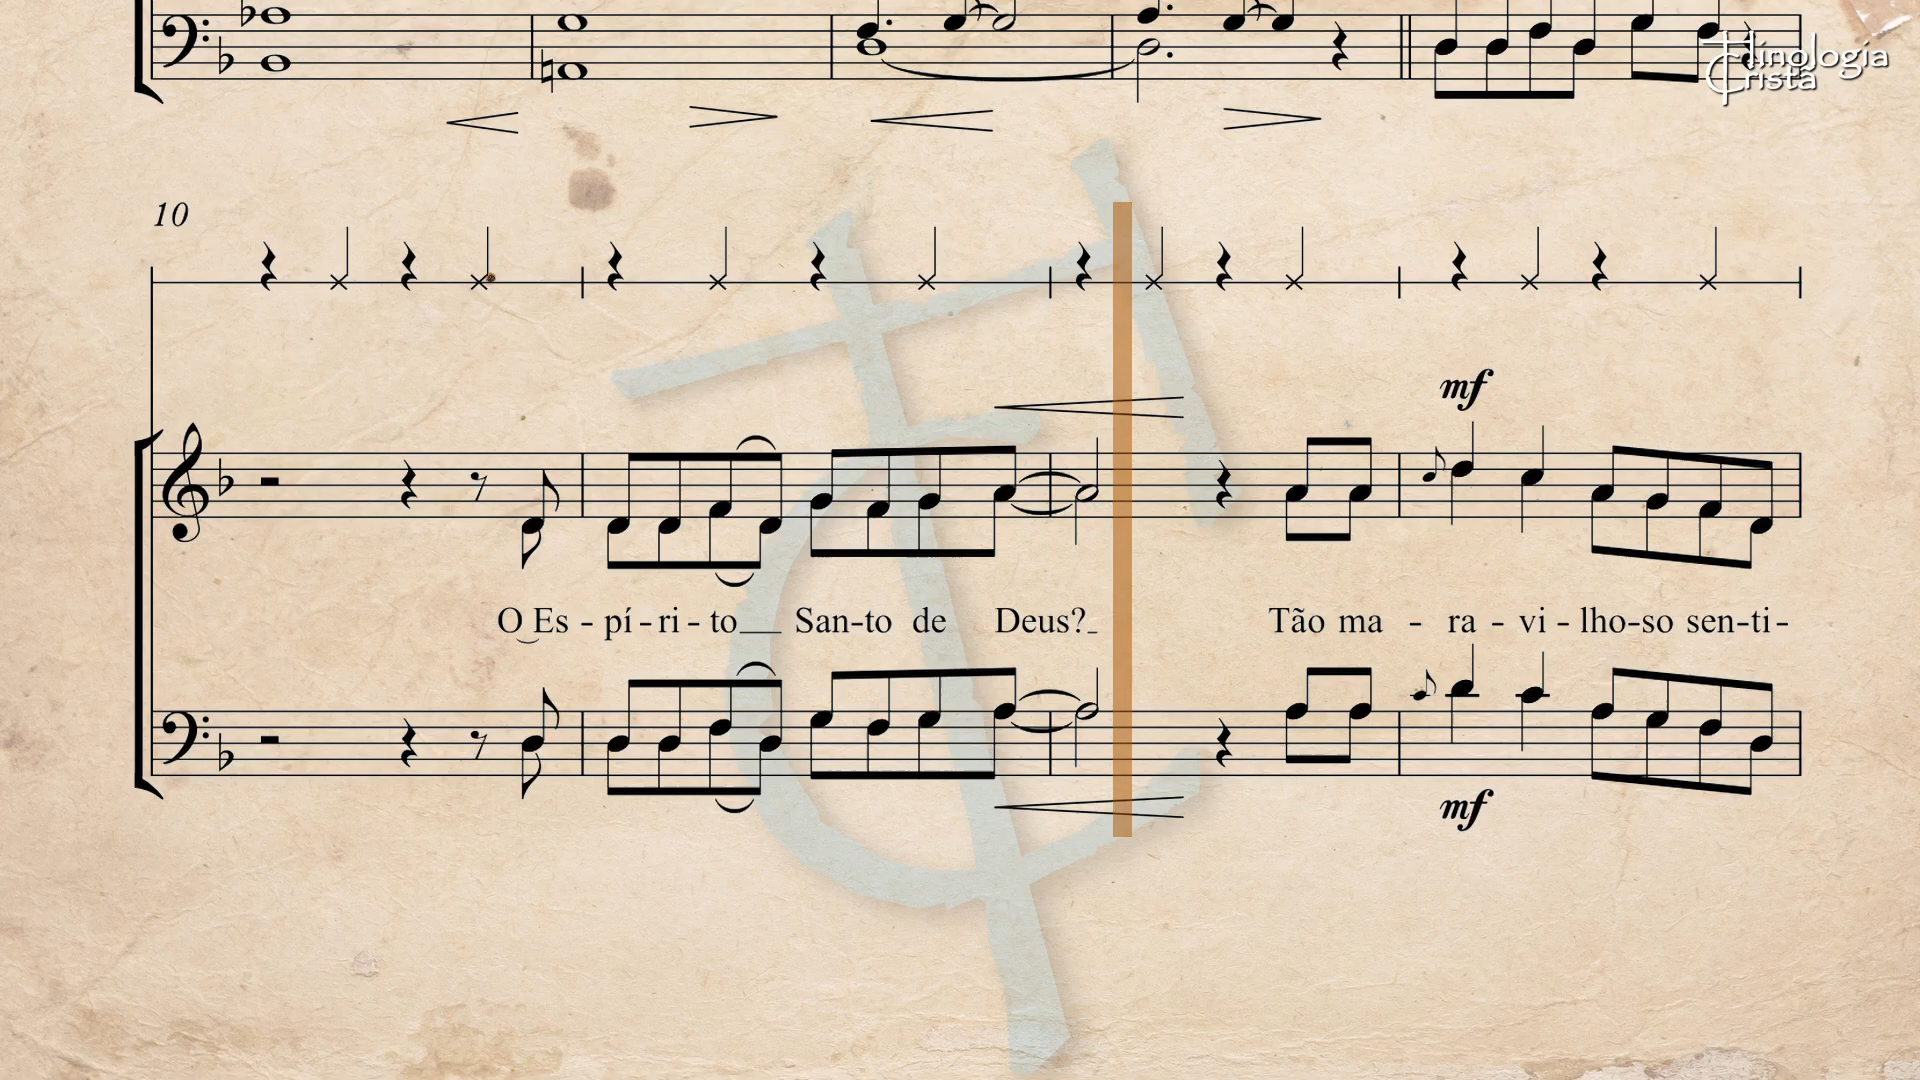 Hinologia
Cristã
10
mf
O Es - pí - ri - to San-to de Deus? Tão ma - ra - vi - lho-so sen-ti-
mf